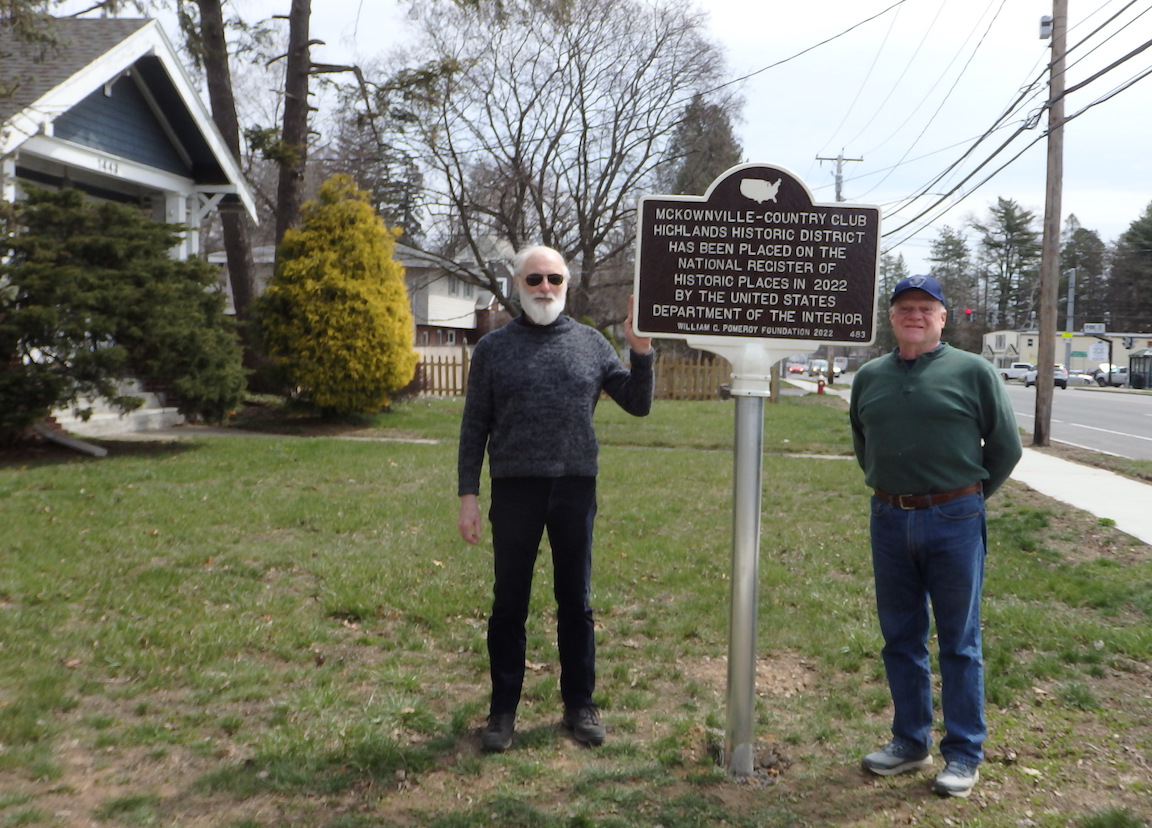 1443
MCKOWNVILLE-COUNTRY CLUB
HIGHLANDS HISTORIC DISTRICT
HAS BEEN PLACED ON THE
NATIONAL REGISTER OF
HISTORIC PLACES IN 2022
BY THE UNITED STATES
DEPARTMENT OF THE INTERIOR
WILLIAM G. POMEROY FOUNDATION 2022 483